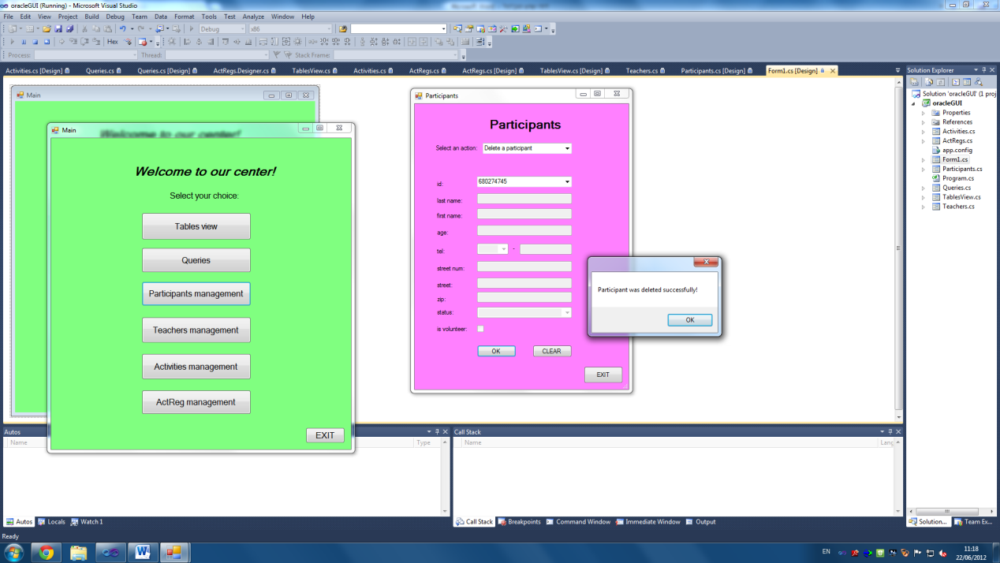 oracleGUI (Running) - Microsoft Visual Studio
File Edit View Project Build Debug Team Data Format Tools Test Analyze Window Help
Debug x86
Hex
Process: Thread: Stack Frame:
Activities.cs [Design] Queries.cs Queries.cs [Design] ActRegs.Designer.cs TablesView.cs Activities.cs ActRegs.cs ActRegs.cs [Design] TablesView.cs [Design] Teachers.cs Participants.cs [Design] Form1.cs [Design]
Main
Welcome to our center!
Main
Welcome to our center!
Select your choice:
Tables view
Queries
Participants management
Teachers management
Activities management
ActReg management
EXIT
Participants
Participants
Select an action: Delete a participant
id: 680274745
last name:
first name:
age:
tel: -
street num:
street:
zip:
status:
is volunteer:
OK CLEAR
EXIT
Participant was deleted successfully!
OK
Solution Explorer
Solution 'oracleGUI' (1 proj
oracleGUI
Properties
References
Activities.cs
ActRegs.cs
app.config
Form1.cs
Participants.cs
Program.cs
Queries.cs
TablesView.cs
Teachers.cs
Solution... Team Ex...
Autos
Name Type
Autos Locals Watch 1
Call Stack
Name Lang
Call Stack Breakpoints Command Window Immediate Window Output
Ready
EN 11:18
22/06/2012